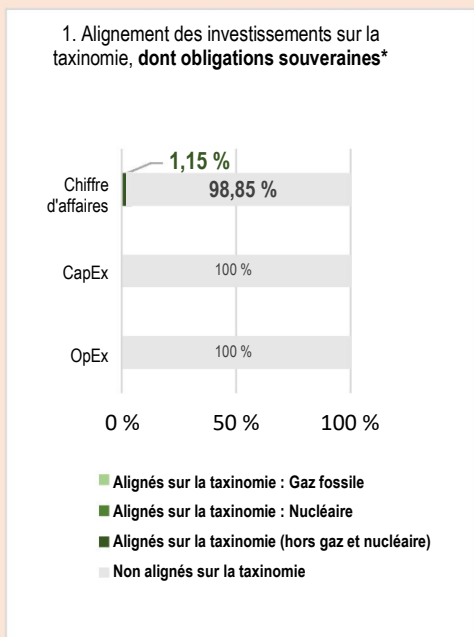 1. Alignement des investissements sur la
taxinomie, dont obligations souveraines*
1,15 %
Chiffre
d'affaires
98,85 %
CapEx
100 %
OpEx
100 %
0 % 50 % 100 %
Alignés sur la taxinomie : Gaz fossile
Alignés sur la taxinomie : Nucléaire
Alignés sur la taxinomie (hors gaz et nucléaire)
Non alignés sur la taxinomie